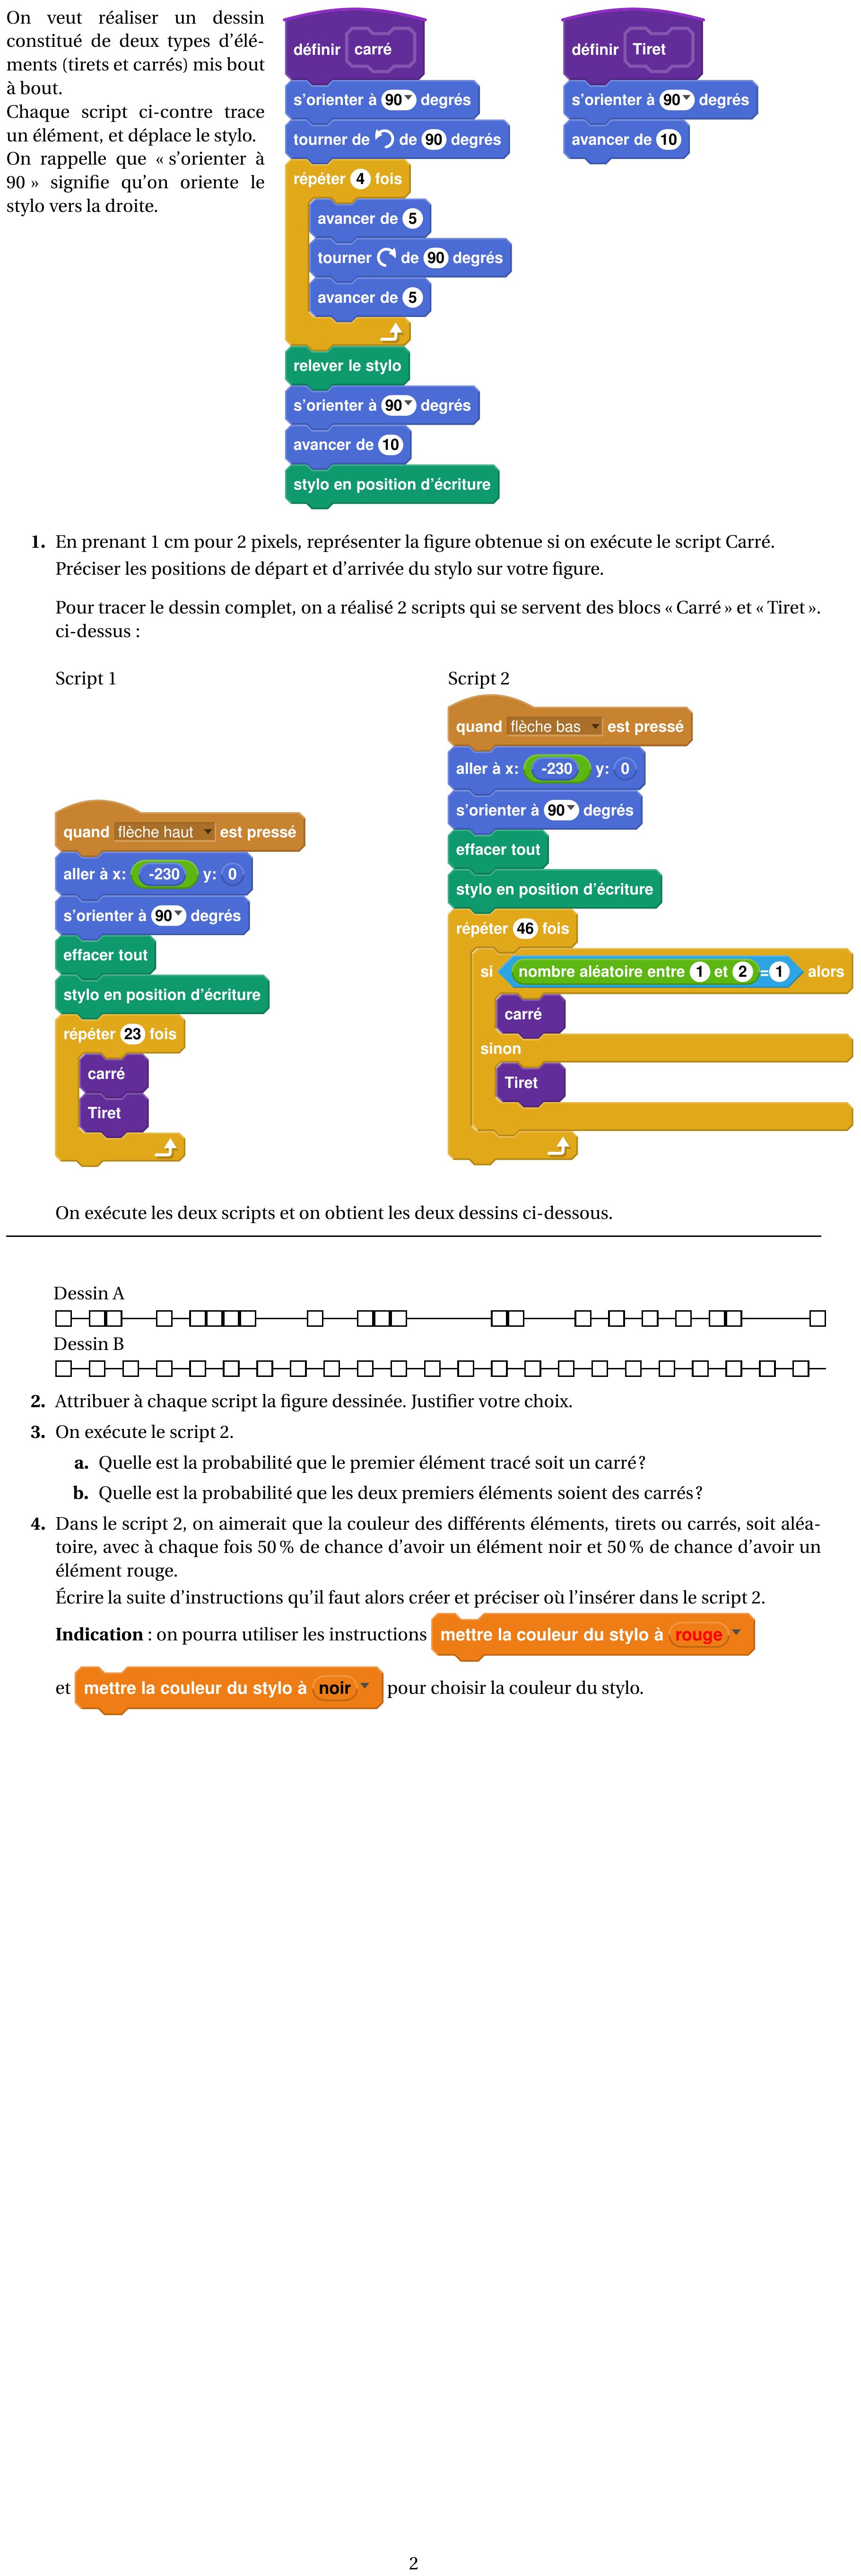 On veut réaliser un dessin
constitué de deux types d'élé-
ments (tirets et carrés) mis bout
à bout.
Chaque script ci-contre trace
un élément, et déplace le stylo.
On rappelle que « s'orienter à
90 » signifie qu'on oriente le
stylo vers la droite.
définir carré
s'orienter à 90 degrés
tourner de de 90 degrés
répéter 4 fois
avancer de 5
tourner de 90 degrés
avancer de 5
relever le stylo
s'orienter à 90 degrés
avancer de 10
stylo en position d'écriture
définir Tiret
s'orienter à 90 degrés
avancer de 10
1. En prenant 1 cm pour 2 pixels, représenter la figure obtenue si on exécute le script Carré.
Préciser les positions de départ et d'arrivée du stylo sur votre figure.
Pour tracer le dessin complet, on a réalisé 2 scripts qui se servent des blocs « Carré » et « Tiret ».
ci-dessus :
Script 1
quand flèche haut est pressé
aller à x: -230 y: 0
s'orienter à 90 degrés
effacer tout
stylo en position d'écriture
répéter 23 fois
carré
Tiret
Script 2
quand flèche bas est pressé
aller à x: -230 y: 0
s'orienter à 90 degrés
effacer tout
stylo en position d'écriture
répéter 46 fois
si nombre aléatoire entre 1 et 2 = 1 alors
carré
sinon
Tiret
On exécute les deux scripts et on obtient les deux dessins ci-dessous.
Dessin A
Dessin B
2. Attribuer à chaque script la figure dessinée. Justifier votre choix.
3. On exécute le script 2.
a. Quelle est la probabilité que le premier élément tracé soit un carré ?
b. Quelle est la probabilité que les deux premiers éléments soient des carrés ?
4. Dans le script 2, on aimerait que la couleur des différents éléments, tirets ou carrés, soit aléa-
toire, avec à chaque fois 50 % de chance d'avoir un élément noir et 50 % de chance d'avoir un
élément rouge.
Écrire la suite d'instructions qu'il faut alors créer et préciser où l'insérer dans le script 2.
Indication : on pourra utiliser les instructions mettre la couleur du stylo à rouge
et mettre la couleur du stylo à noir pour choisir la couleur du stylo.
2